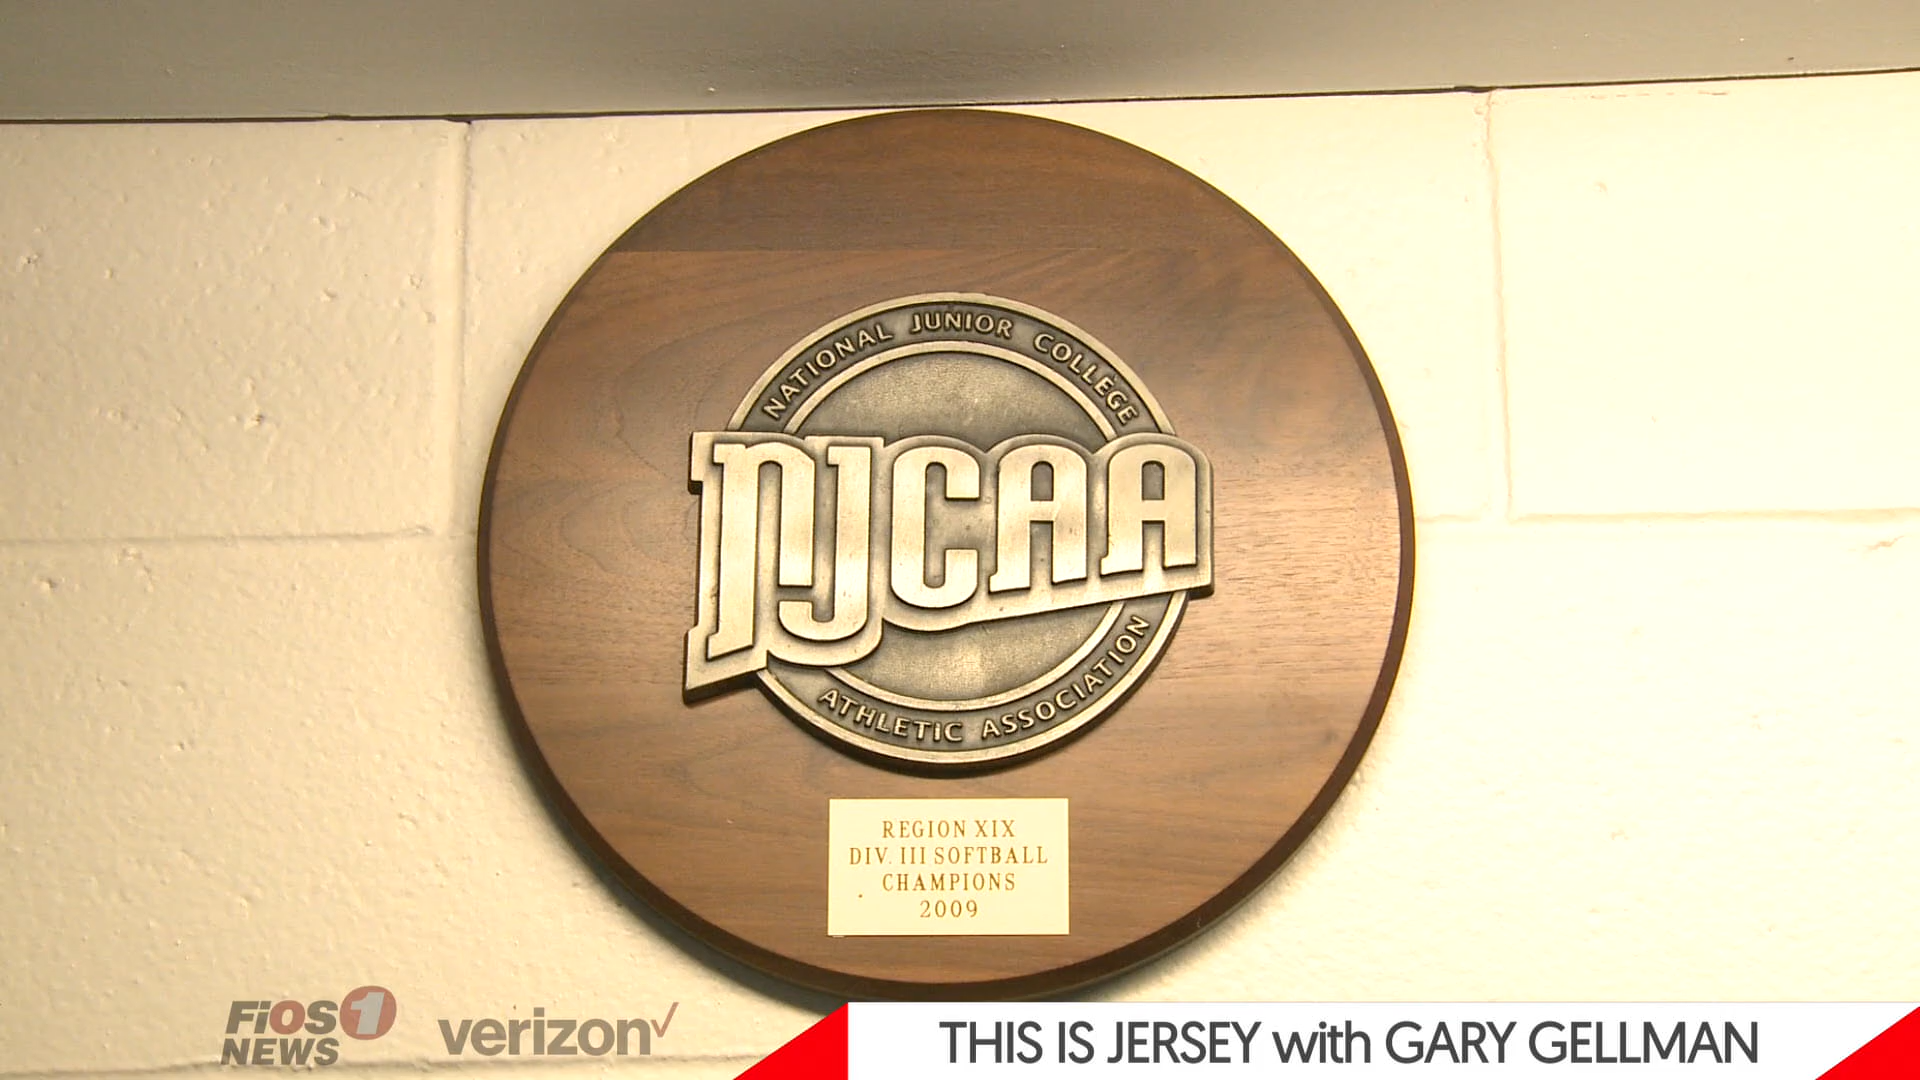 NATIONAL JUNIOR COLLEGE
NJCAA
ATHLETIC ASSOCIATION
REGION XIX
DIV. III SOFTBALL
CHAMPIONS
2009
FiOS1
NEWS
verizon
THIS IS JERSEY with GARY GELLMAN